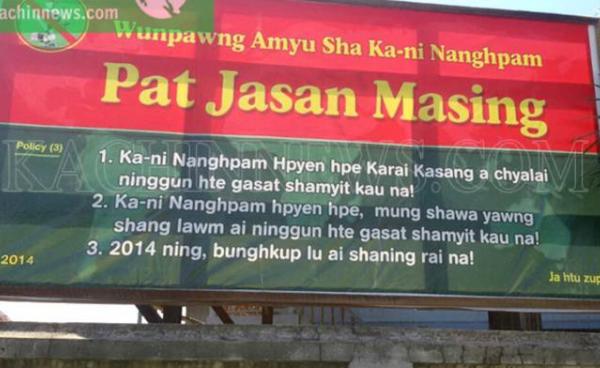 achinnews.com
Wunpawng Amyu Sha Ka-ni Nanghpam
Pat Jasan Masing
Policy (3)
1. Ka-ni Nanghpam Hpyen hpe Karai Kasang a chyalai
ninggun hte gasat shamyit kau na!
2. Ka-ni Nanghpam hpyen hpe, mung shawa yawng
shang lawm ai ninggun hte gasat shamyit kau na!
3. 2014 ning, bunghkup lu ai shaning rai na!
2014
Ja htu zup
KACHINNEWS.COM